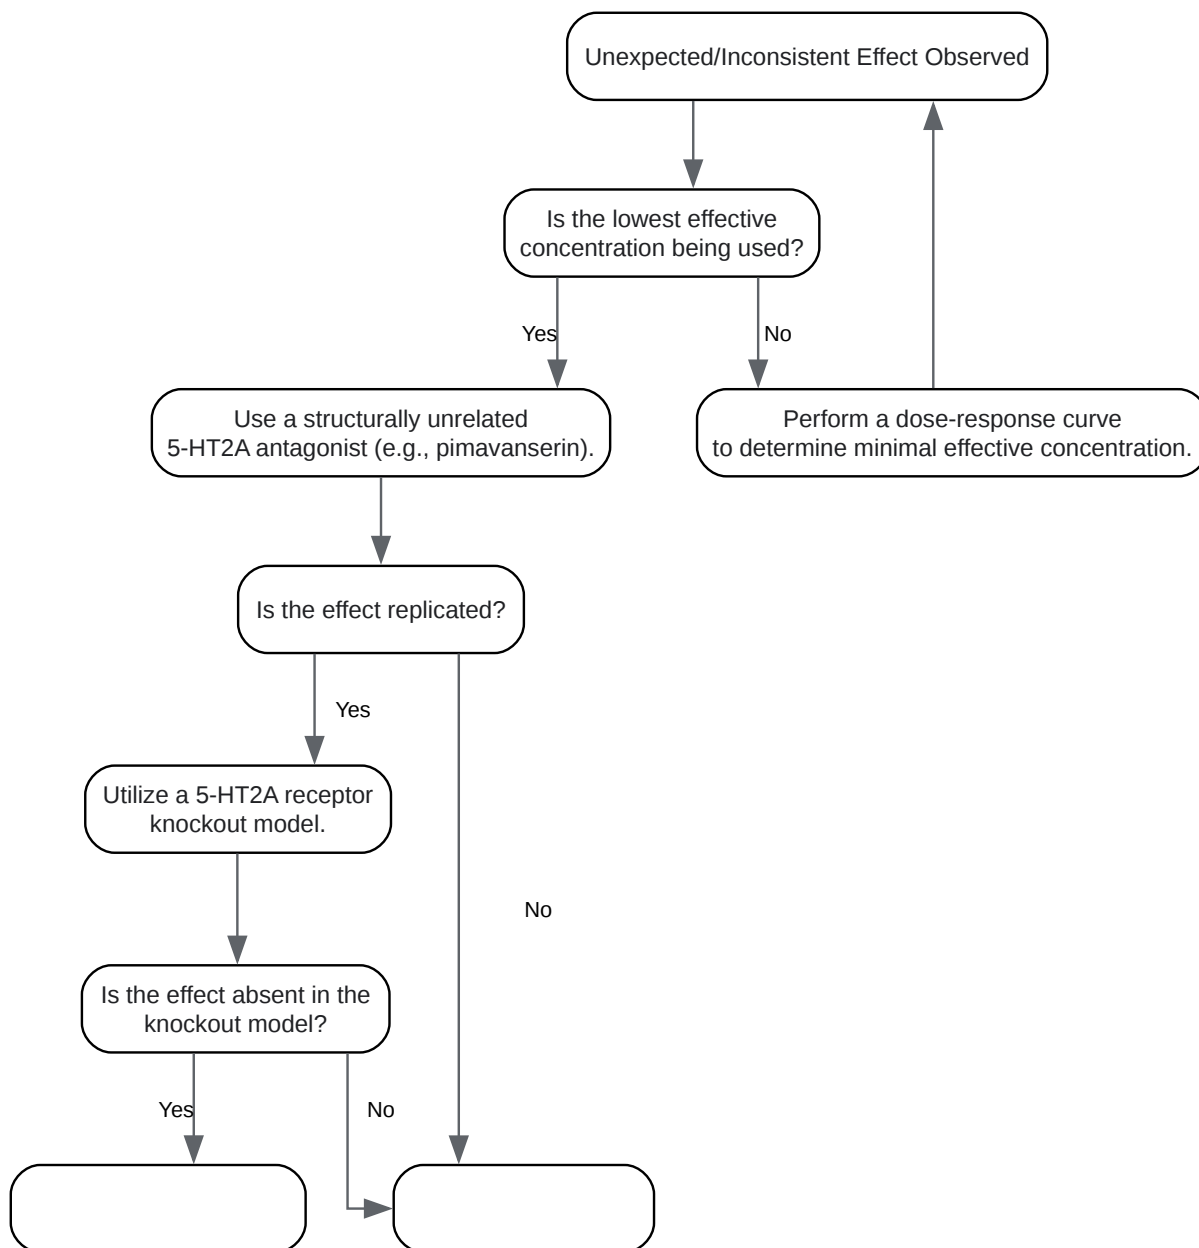 Unexpected/Inconsistent Effect Observed
Is the lowest effective
concentration being used?
Yes
No
Use a structurally unrelated
5-HT2A antagonist (e.g., pimavanserin).
Perform a dose-response curve
to determine minimal effective concentration.
Is the effect replicated?
Yes
Utilize a 5-HT2A receptor
knockout model.
No
Is the effect absent in the
knockout model?
Yes
No